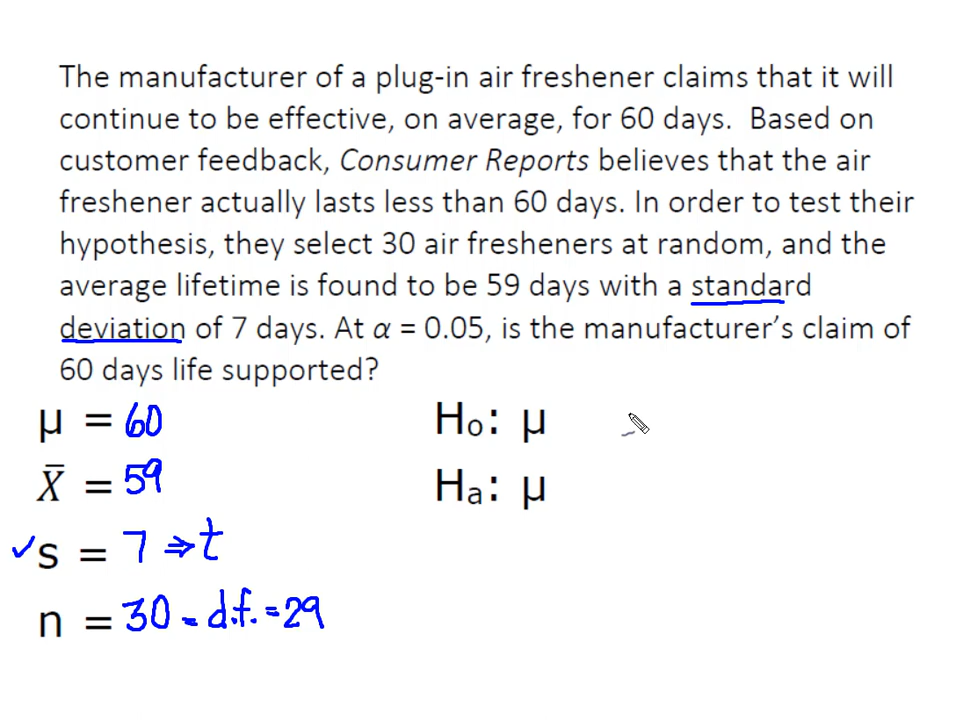 The manufacturer of a plug-in air freshener claims that it will
continue to be effective, on average, for 60 days. Based on
customer feedback, Consumer Reports believes that the air
freshener actually lasts less than 60 days. In order to test their
hypothesis, they select 30 air fresheners at random, and the
average lifetime is found to be 59 days with a standard
deviation of 7 days. At α = 0.05, is the manufacturer's claim of
60 days life supported?
μ = 60
X̄ = 59
✓ s = 7 ⇒ t
n = 30 - d.f. = 29
Ho: μ
Ha: μ